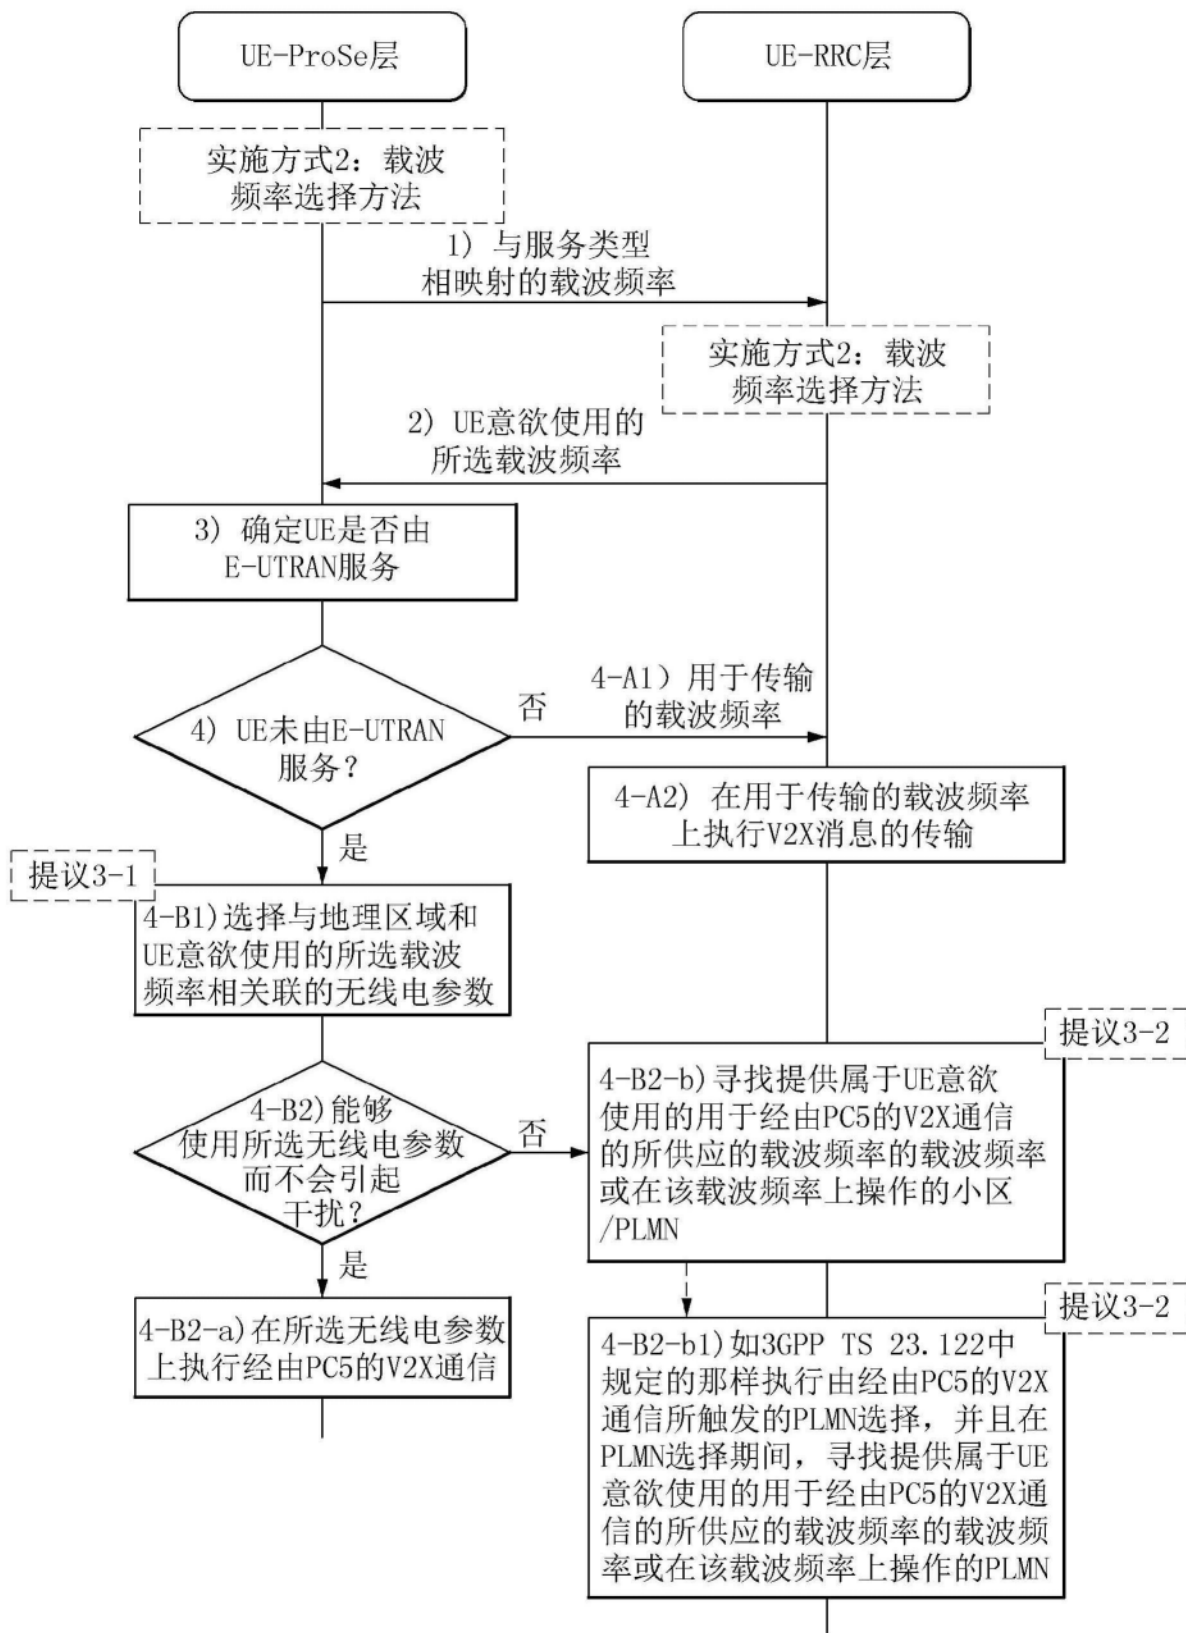 UE-ProSe层
UE-RRC层
实施方式2：载波
频率选择方法
1) 与服务类型
相映射的载波频率
实施方式2：载波
频率选择方法
2) UE意欲使用的
所选载波频率
3) 确定UE是否由
E-UTRAN服务
4) UE未由E-UTRAN
服务？
否
4-A1) 用于传输
的载波频率
4-A2) 在用于传输的载波频率
上执行V2X消息的传输
是
提议3-1
4-B1)选择与地理区域和
UE意欲使用的所选载波
频率相关联的无线电参数
4-B2)能够
使用所选无线电参数
而不会引起
干扰？
否
提议3-2
4-B2-b)寻找提供属于UE意欲
使用的用于经由PC5的V2X通信
的所供应的载波频率的载波频率
或在该载波频率上操作的小区
/PLMN
是
4-B2-a)在所选无线电参数
上执行经由PC5的V2X通信
提议3-2
4-B2-b1)如3GPP TS 23.122中
规定的那样执行由经由PC5的V2X
通信所触发的PLMN选择，并且在
PLMN选择期间，寻找提供属于UE
意欲使用的用于经由PC5的V2X通
信的所供应的载波频率的载波频
率或在该载波频率上操作的PLMN